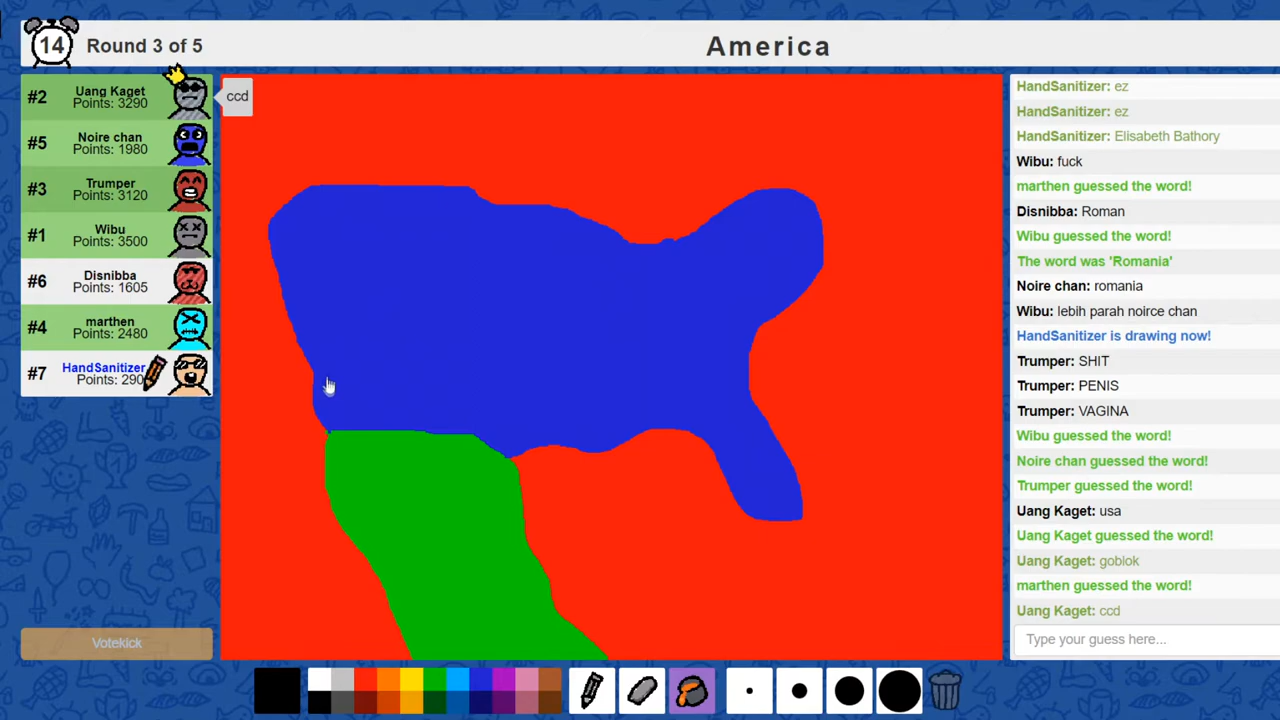 14
Round 3 of 5
America
#2
Uang Kaget
Points: 3290
ccd
#5
Noire chan
Points: 1980
#3
Trumper
Points: 3120
#1
Wibu
Points: 3500
#6
Disnibba
Points: 1605
#4
marthen
Points: 2480
#7
HandSanitizer
Points: 290
Votekick
HandSanitizer: ez
HandSanitizer: ez
HandSanitizer: Elisabeth Bathory
Wibu: fuck
marthen guessed the word!
Disnibba: Roman
Wibu guessed the word!
The word was 'Romania'
Noire chan: romania
Wibu: lebih parah noirce chan
HandSanitizer is drawing now!
Trumper: SHIT
Trumper: PENIS
Trumper: VAGINA
Wibu guessed the word!
Noire chan guessed the word!
Trumper guessed the word!
Uang Kaget: usa
Uang Kaget guessed the word!
Uang Kaget: goblok
marthen guessed the word!
Uang Kaget: ccd
Type your guess here...